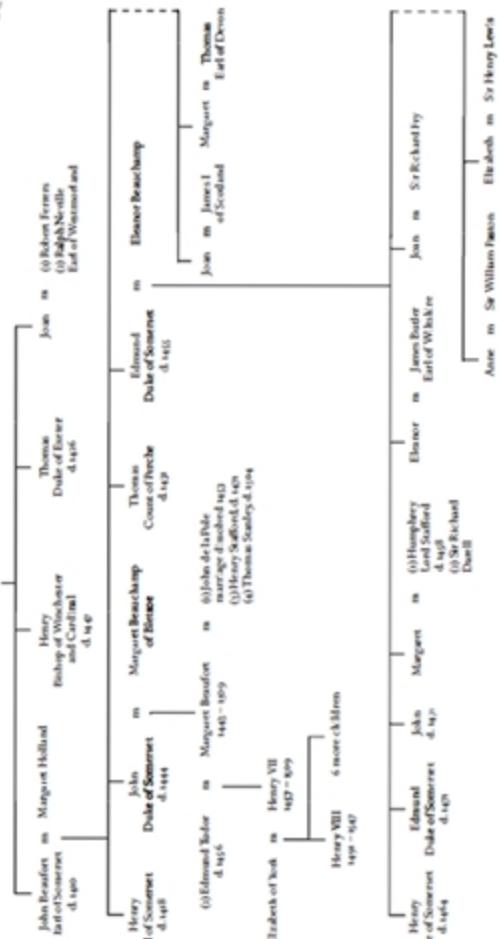 John Beaufort m Margaret Holland
Earl of Somerset
d. 1410
Henry
Bishop of Winchester
and Cardinal
d. 1447
Thomas
Duke of Exeter
d. 1426
Joan m (1) Robert Ferrers
(2) Ralph Neville
Earl of Westmorland
Henry
of Somerset
d. 1418
John m Margaret Beauchamp
Duke of Somerset of Bletsoe
d. 1444
Thomas
Count of Perche
d. 1431
Edmund m Eleanor Beauchamp
Duke of Somerset
d. 1455
Joan m James I
of Scotland
Margaret m Thomas
Earl of Devon
Edmund Tudor m Margaret Beaufort m John de la Pole
d. 1456 1443 – 1509 marriage dissolved 1453
(3) Henry Stafford, d. 1471
(4) Thomas Stanley, d. 1504
Elizabeth of York m Henry VII
1457 – 1509
Henry VIII 6 more children
1491 – 1547
Henry
of Somerset
d. 1464
Edmund
Duke of Somerset
d. 1471
John
d. 1471
Margaret m (1) Humphrey
Lord Stafford
d. 1458
Sir Richard
Darell
Eleanor m James Butler
Earl of Wiltshire
Joan m Sir Richard Fry
Anne m Sir William Paston
Elizabeth m Sir Henry Lewis